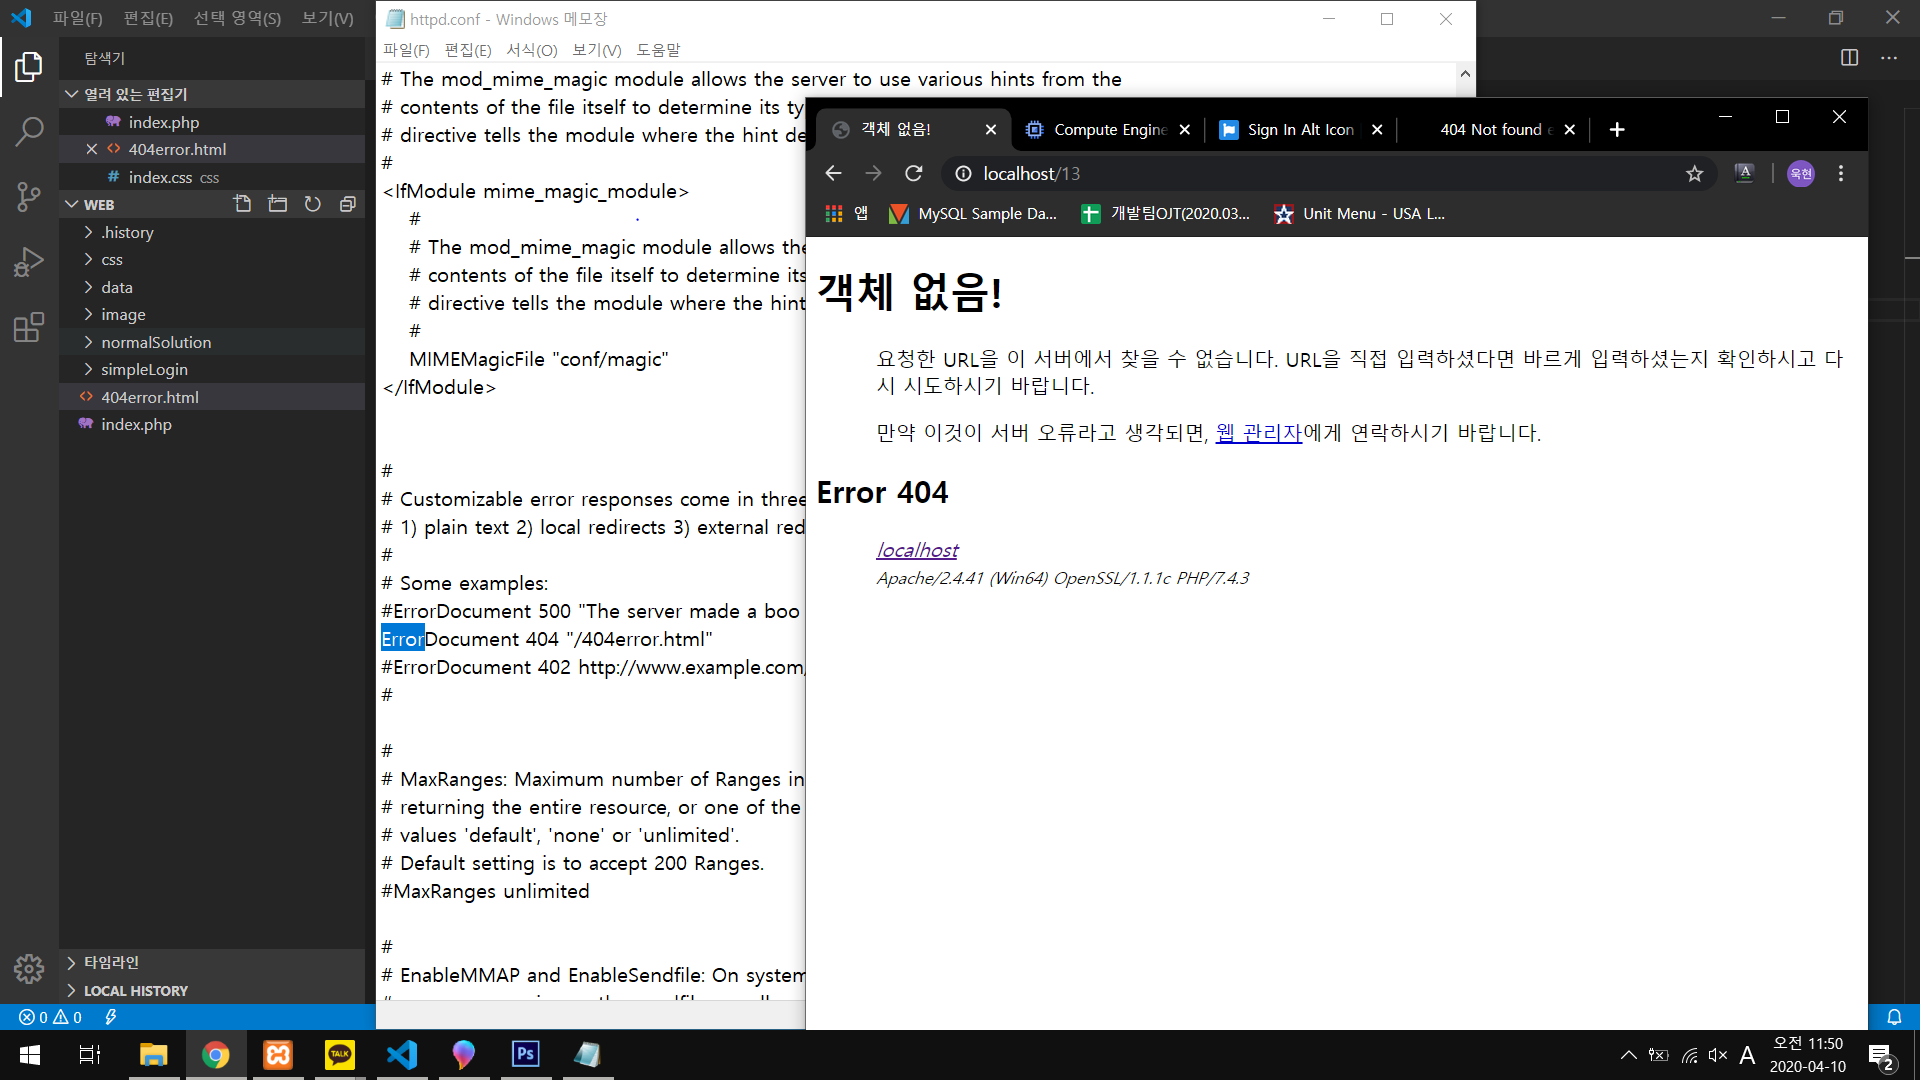 파일(F) 편집(E) 선택 영역(S) 보기(V)
탐색기
열려 있는 편집기
index.php
404error.html
index.css css
WEB
.history
css
data
image
normalSolution
simpleLogin
404error.html
index.php
타임라인
LOCAL HISTORY
0 0
httpd.conf - Windows 메모장
파일(F) 편집(E) 서식(O) 보기(V) 도움말
# The mod_mime_magic module allows the server to use various hints from the
# contents of the file itself to determine its ty
# directive tells the module where the hint de
#
<IfModule mime_magic_module>
#
# The mod_mime_magic module allows the
# contents of the file itself to determine its
# directive tells the module where the hint
#
MIMEMagicFile "conf/magic"
</IfModule>
#
# Customizable error responses come in three
# 1) plain text 2) local redirects 3) external red
#
# Some examples:
#ErrorDocument 500 "The server made a boo
ErrorDocument 404 "/404error.html"
#ErrorDocument 402 http://www.example.com/
#
#
# MaxRanges: Maximum number of Ranges in
# returning the entire resource, or one of the
# values 'default', 'none' or 'unlimited'.
# Default setting is to accept 200 Ranges.
#MaxRanges unlimited
#
# EnableMMAP and EnableSendfile: On system
객체 없음! Compute Engine Sign In Alt Icon 404 Not found
localhost/13
욱현
앱 MySQL Sample Da... 개발팀OJT(2020.03... Unit Menu - USA L...
객체 없음!
요청한 URL을 이 서버에서 찾을 수 없습니다. URL을 직접 입력하셨다면 바르게 입력하셨는지 확인하시고 다
시 시도하시기 바랍니다.
만약 이것이 서버 오류라고 생각되면, 웹 관리자에게 연락하시기 바랍니다.
Error 404
localhost
Apache/2.4.41 (Win64) OpenSSL/1.1.1c PHP/7.4.3
TALK
Ps
A
오전 11:50
2020-04-10
2